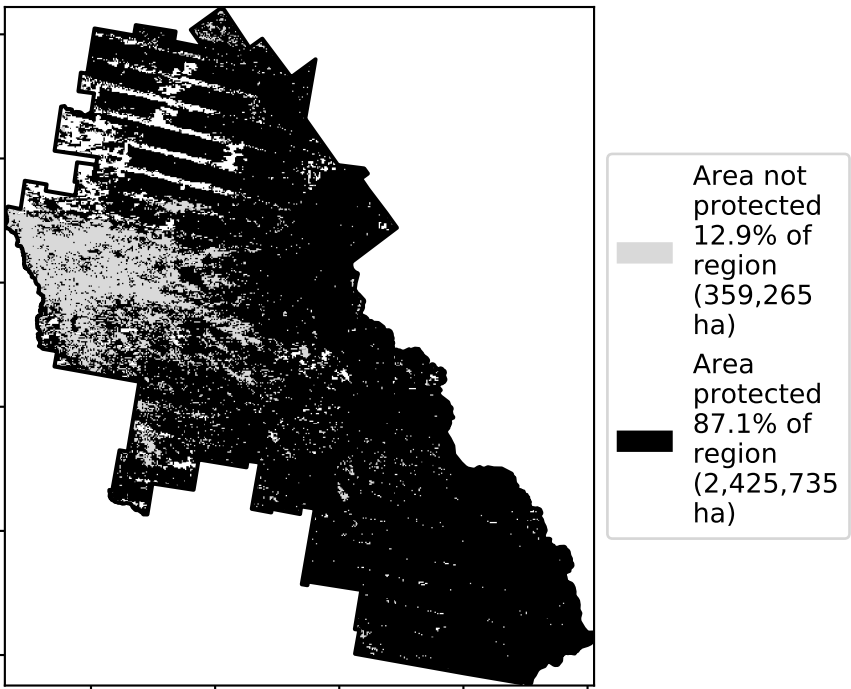 Area not
protected
12.9% of
region
(359,265
ha)
Area
protected
87.1% of
region
(2,425,735
ha)